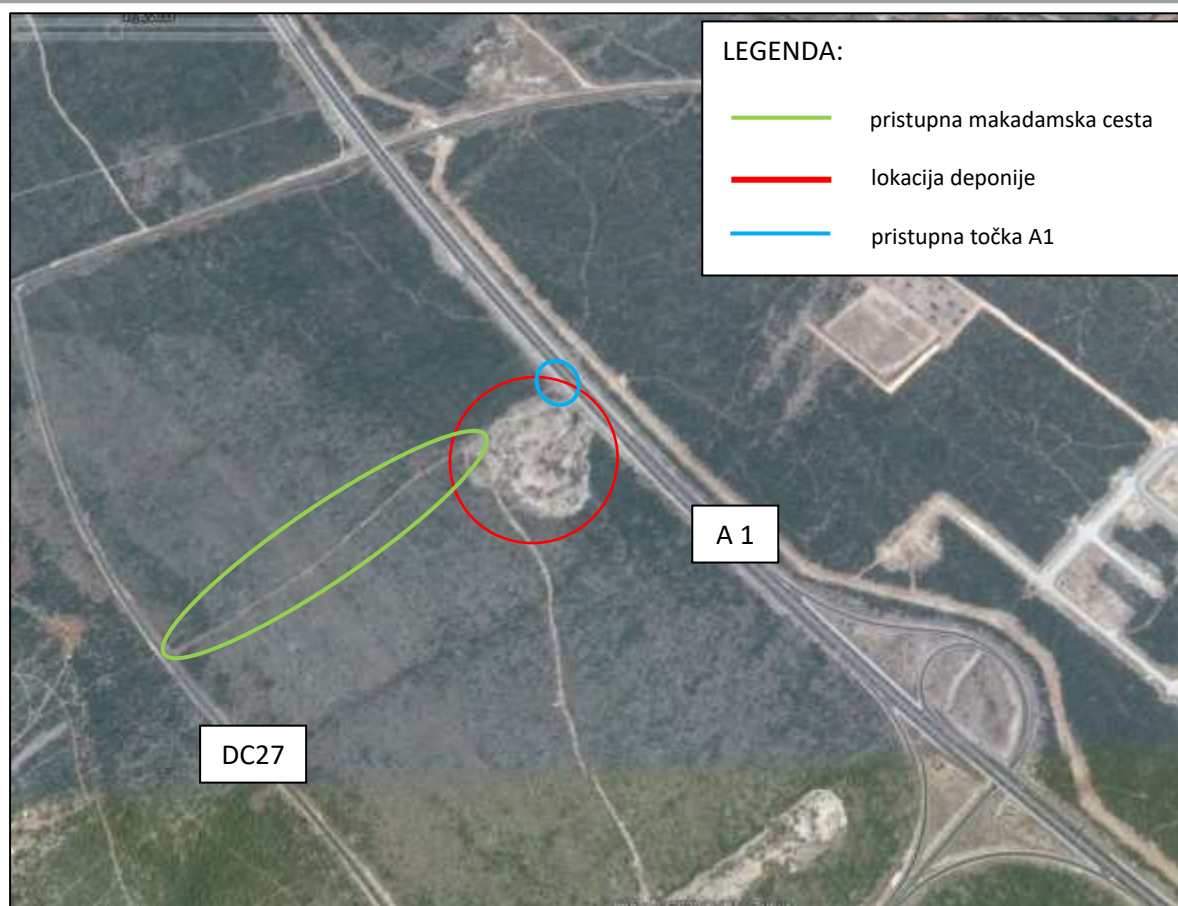 LEGENDA:
pristupna makadamska cesta
lokacija deponije
pristupna točka A1
A 1
DC27